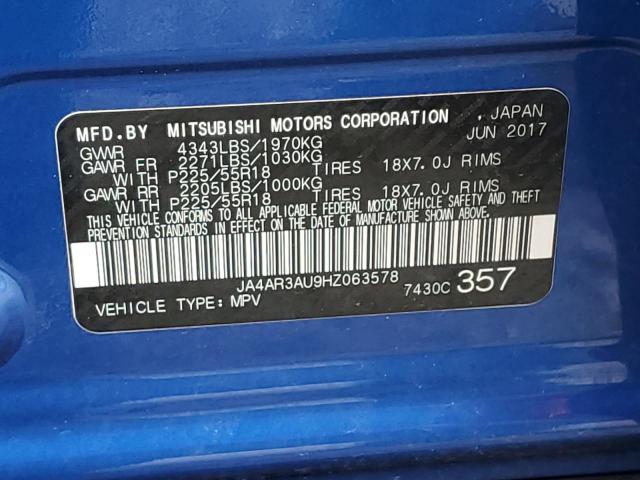 MFD.BY MITSUBISHI MOTORS CORPORATION , JAPAN
GVWR 4343LBS/1970KG JUN 2017
GAWR FR 2271LBS/1030KG
WITH P225/55R18 TIRES 18X7.0J RIMS
GAWR RR 2205LBS/1000KG
WITH P225/55R18 TIRES 18X7.0J RIMS
THIS VEHICLE CONFORMS TO ALL APPLICABLE FEDERAL MOTOR VEHICLE SAFETY AND THEFT
PREVENTION STANDARDS IN EFFECT ON THE DATE OF MANUFACTURE SHOWN ABOVE.
JA4AR3AU9HZ063578 7430C 357
VEHICLE TYPE: MPV